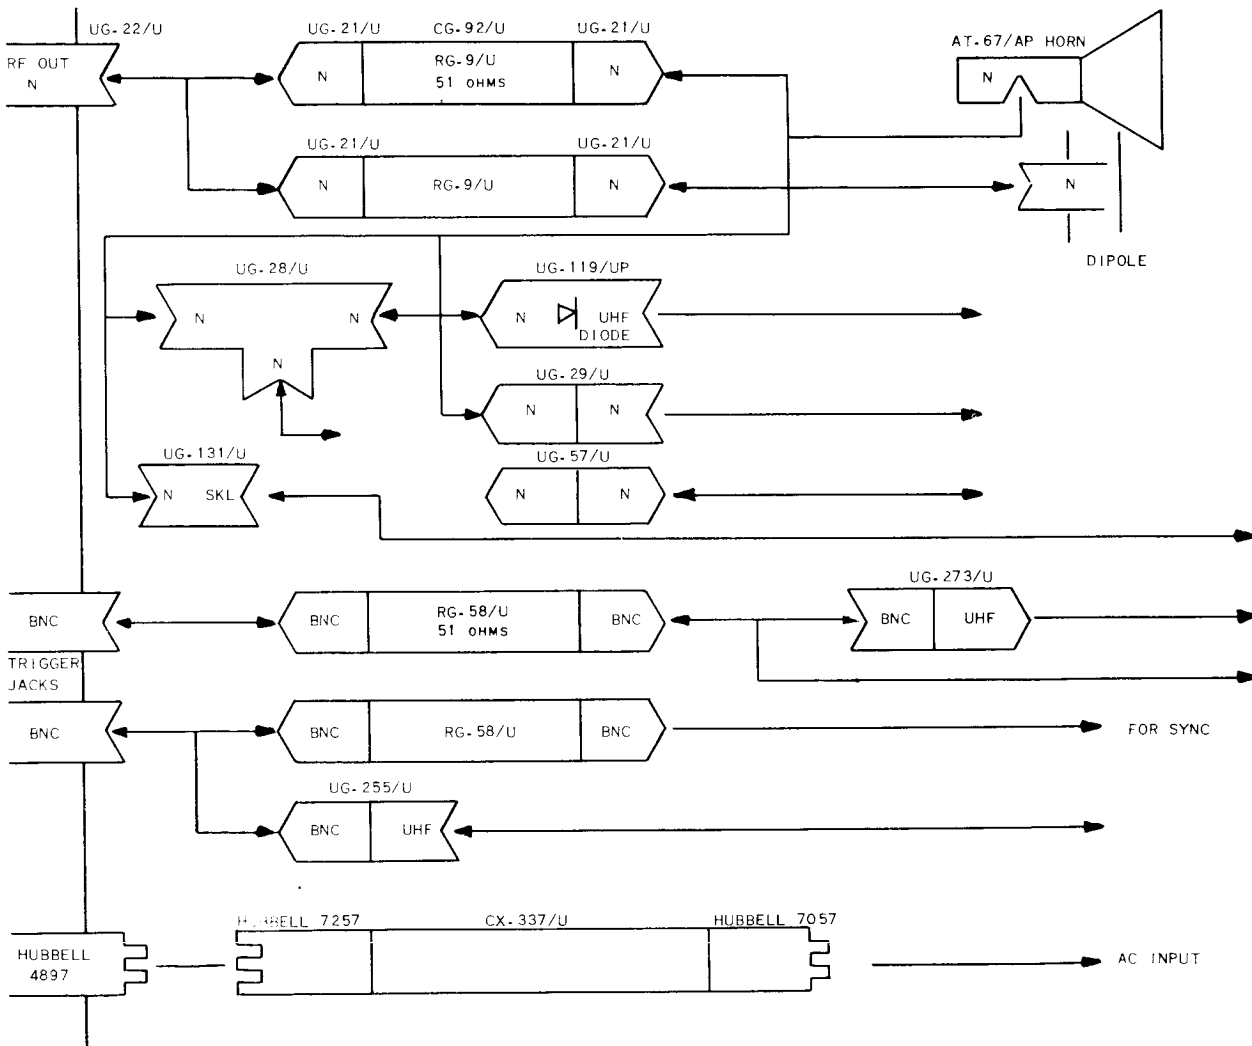 UG-22/U
UG-21/U CG-92/U UG-21/U
RF OUT
N
N RG-9/U N
51 OHMS
AT-67/AP HORN
N
UG-21/U UG-21/U
N RG-9/U N
N
DIPOLE
UG-28/U
N N
N
UG-119/UP
N UHF
DIODE
UG-29/U
N N
UG-131/U
N SKL
UG-57/U
N N
BNC
BNC RG-58/U BNC
51 OHMS
UG-273/U
BNC UHF
TRIGGER
JACKS
BNC
BNC RG-58/U BNC
FOR SYNC
UG-255/U
BNC UHF
HUBBELL 7257 CX-337/U HUBBELL 7057
HUBBELL
4897
AC INPUT